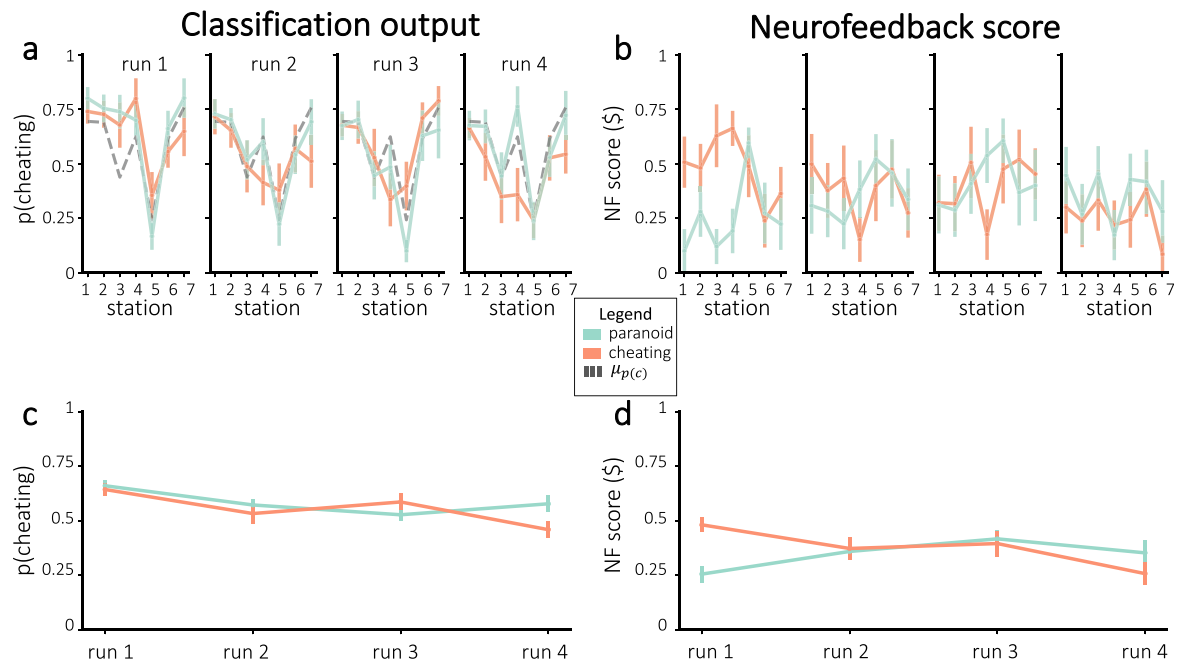 Classification output
Neurofeedback score
a
b
run 1
run 2
run 3
run 4
p(cheating)
1
0.75
0.5
0.25
0
1 2 3 4 5 6 7
1 2 3 4 5 6 7
1 2 3 4 5 6 7
1 2 3 4 5 6 7
station
station
station
station
NF score ($)
1
0.75
0.5
0.25
0
1 2 3 4 5 6 7
1 2 3 4 5 6 7
1 2 3 4 5 6 7
1 2 3 4 5 6 7
station
station
station
station
Legend
paranoid
cheating
μp(c)
c
p(cheating)
1
0.75
0.5
0.25
0
run 1
run 2
run 3
run 4
d
NF score ($)
1
0.75
0.5
0.25
0
run 1
run 2
run 3
run 4